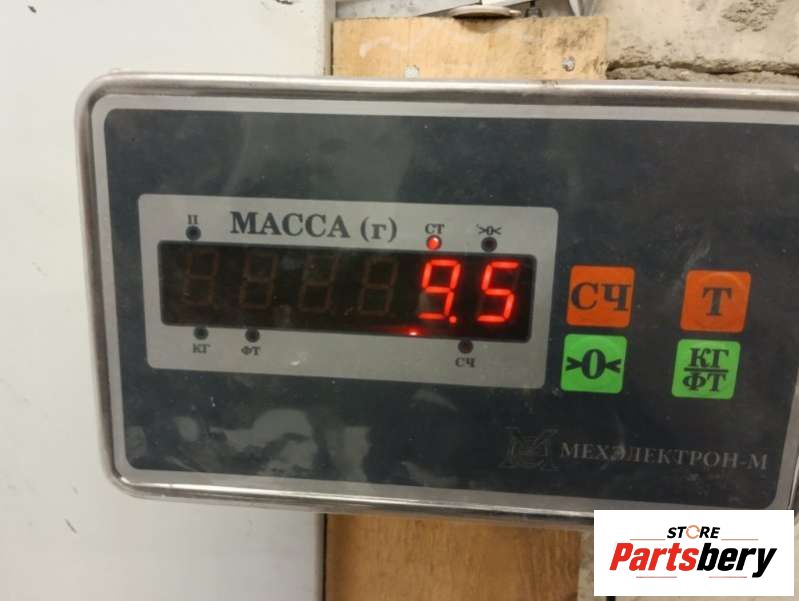 П МАССА (г) СТ >0<
9.5
КГ ФТ СЧ
СЧ Т
>0< КГ/ФТ
МЕХЭЛЕКТРОН-М
STORE
Partsbery